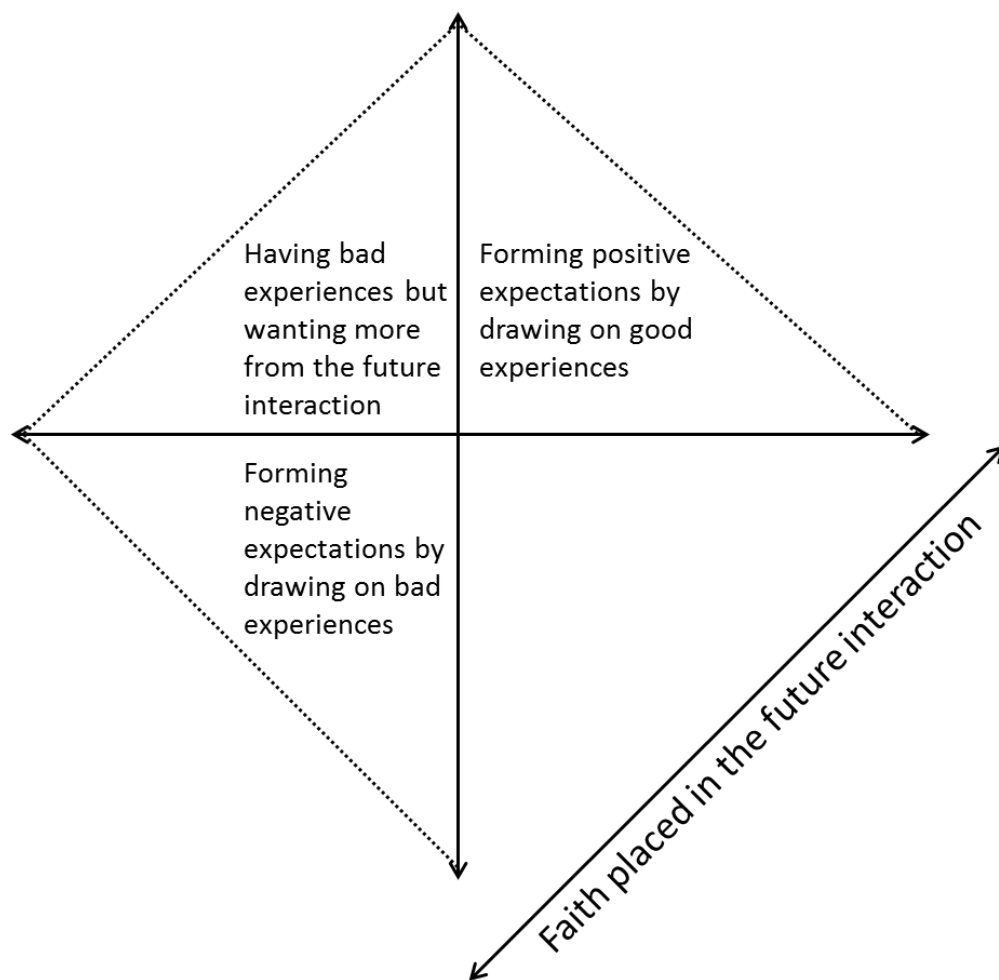 Having bad
experiences but
wanting more
from the future
interaction
Forming positive
expectations by
drawing on good
experiences
Forming
negative
expectations by
drawing on bad
experiences
Faith placed in the future interaction